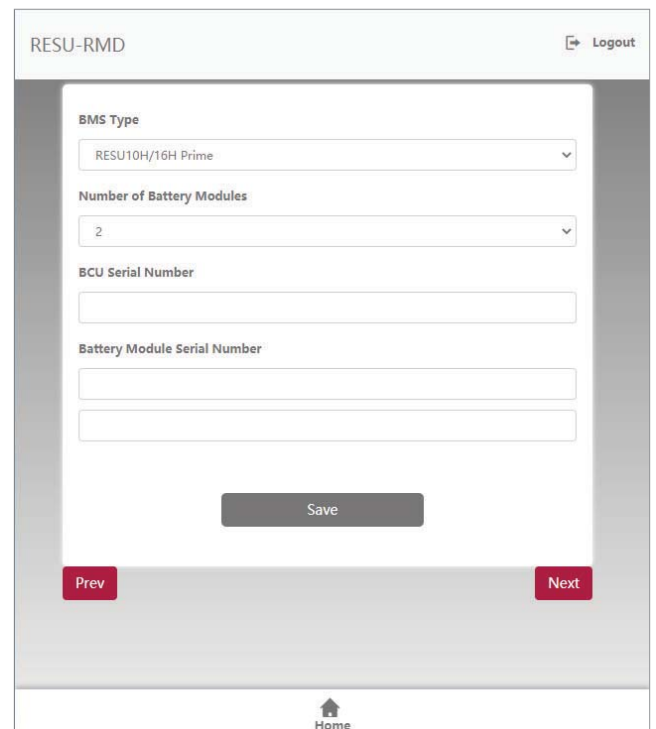 RESU-RMD
Logout
BMS Type
RESU10H/16H Prime
Number of Battery Modules
2
BCU Serial Number
Battery Module Serial Number
Save
Prev
Next
Home